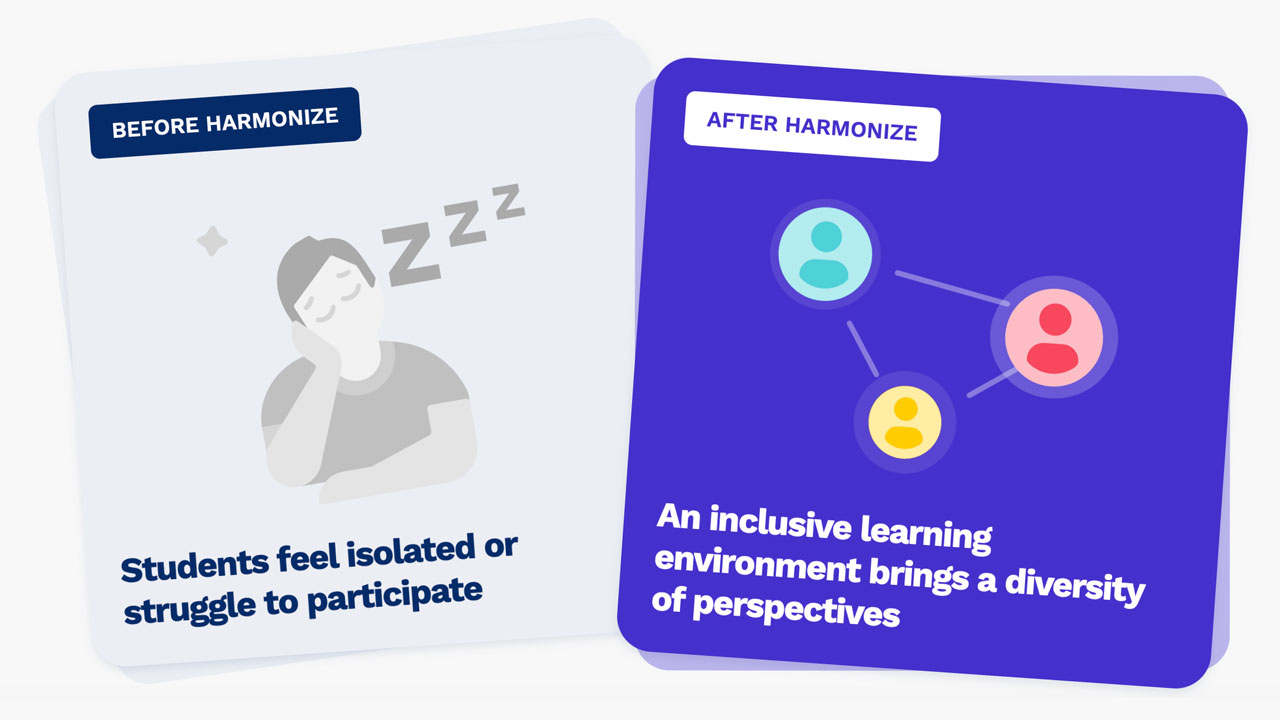 BEFORE HARMONIZE
z z z
Students feel isolated or
struggle to participate
AFTER HARMONIZE
An inclusive learning
environment brings a diversity
of perspectives